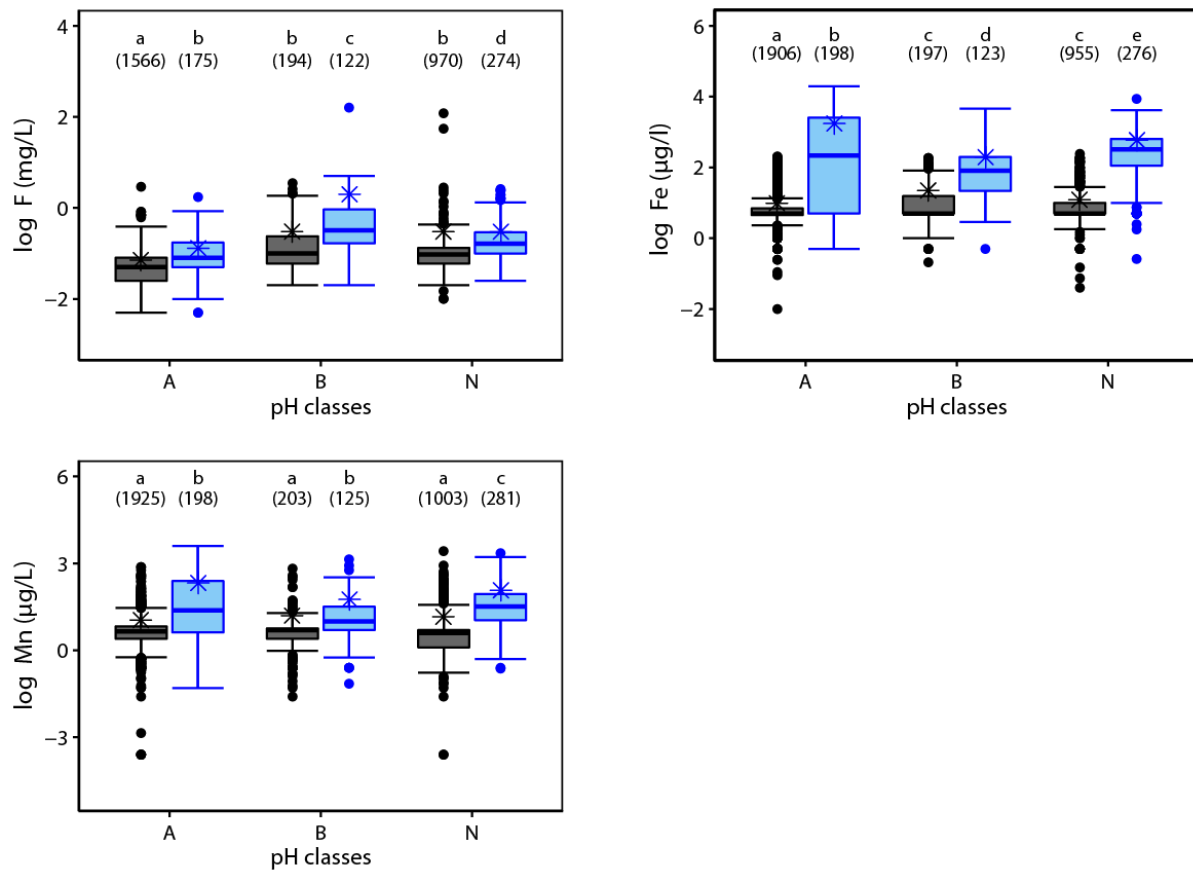 4
2
0
−2
log F (mg/L)
a b b c b d
(1566) (175) (194) (122) (970) (274)
A B N
pH classes
6
4
2
0
−2
log Fe (µg/l)
a b c d c e
(1906) (198) (197) (123) (955) (276)
A B N
pH classes
6
3
0
−3
log Mn (µg/L)
a b a b a c
(1925) (198) (203) (125) (1003) (281)
A B N
pH classes